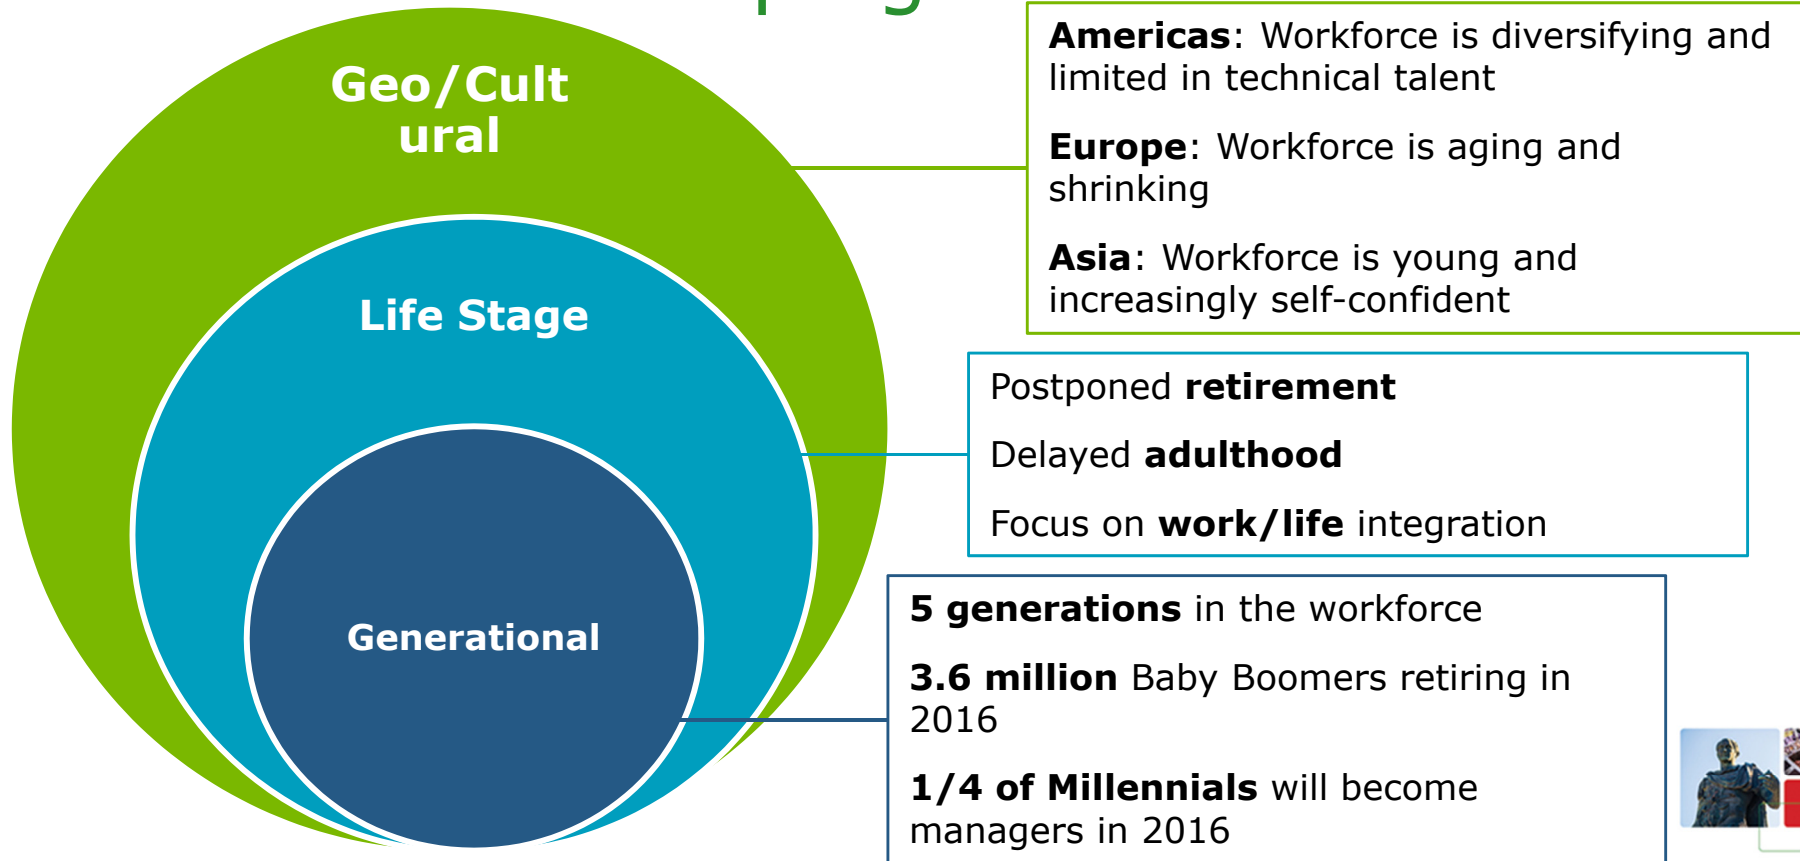 Geo/Cult
ural
Life Stage
Generational
Americas: Workforce is diversifying and
limited in technical talent
Europe: Workforce is aging and
shrinking
Asia: Workforce is young and
increasingly self-confident
Postponed retirement
Delayed adulthood
Focus on work/life integration
5 generations in the workforce
3.6 million Baby Boomers retiring in
2016
1/4 of Millennials will become
managers in 2016